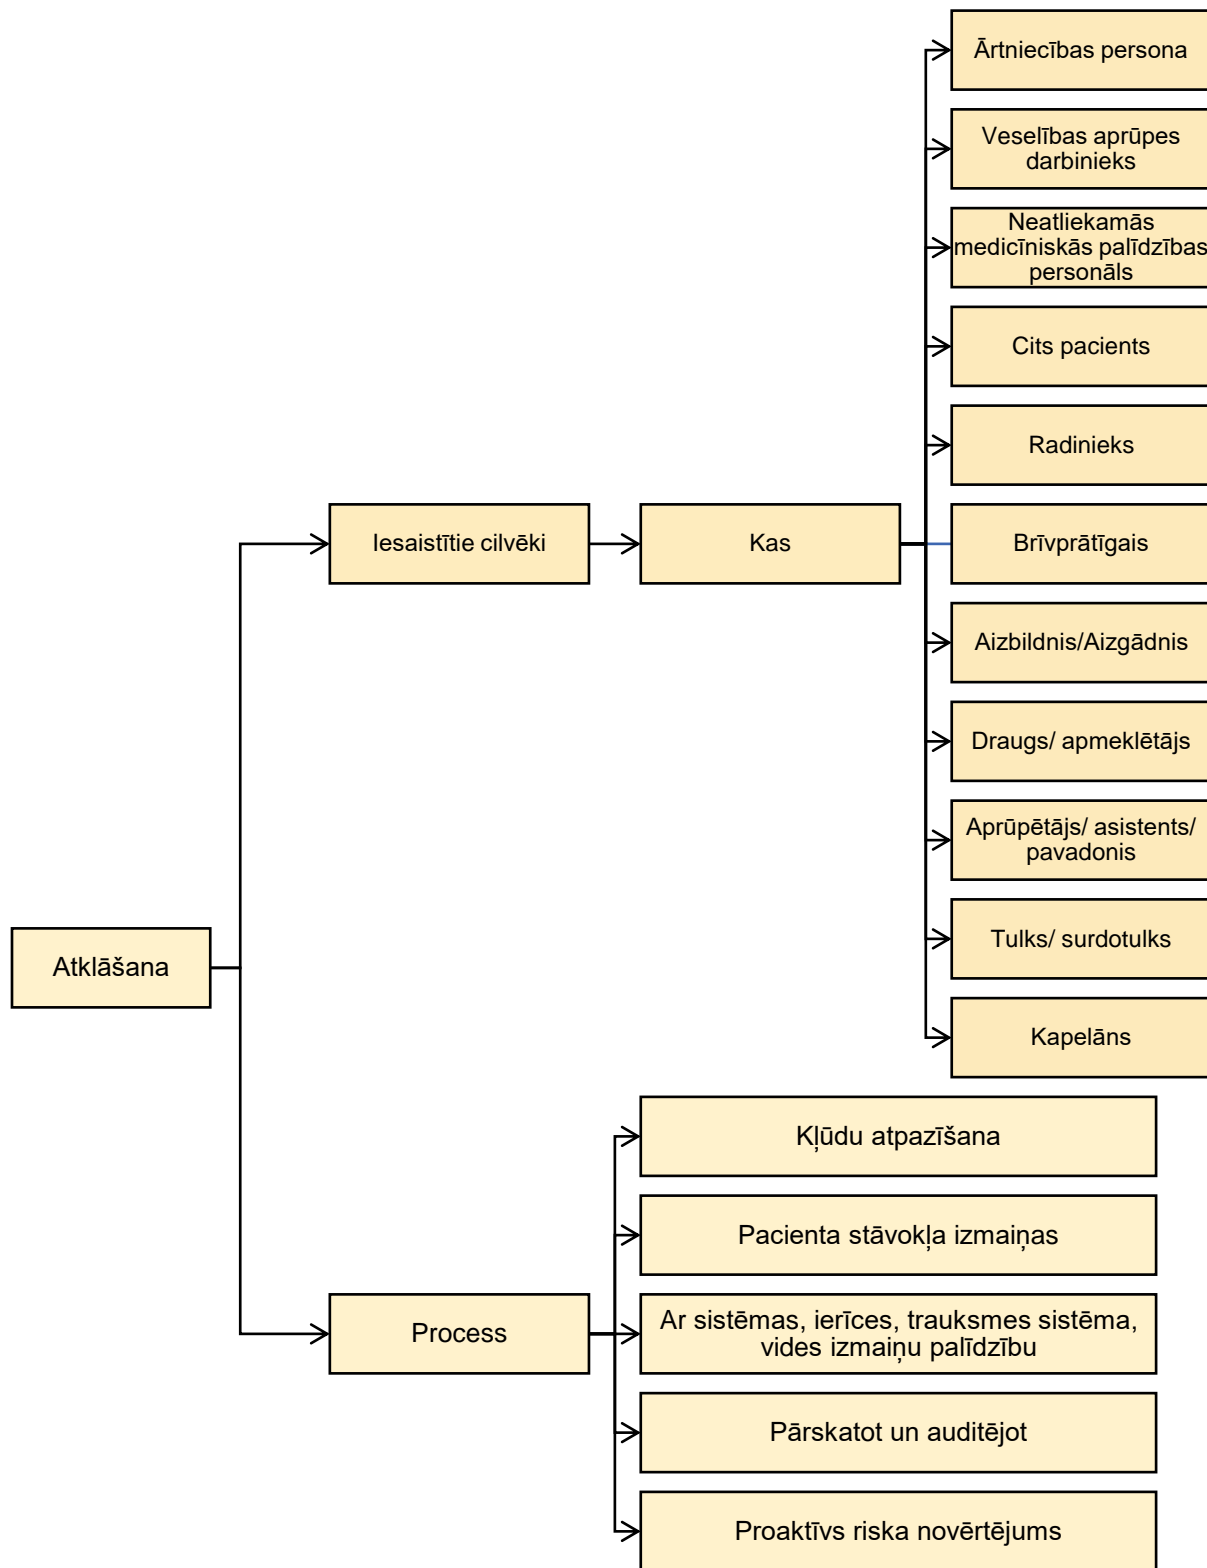 Ārtniecības persona
Veselības aprūpes
darbinieks
Neatliekamās
medicīniskās palīdzības
personāls
Cits pacients
Radinieks
Iesaistītie cilvēki
Kas
Brīvprātīgais
Aizbildnis/Aizgādnis
Draugs/ apmeklētājs
Aprūpētājs/ asistents/
pavadonis
Tulks/ surdotulks
Atklāšana
Kapelāns
Kļūdu atpazīšana
Pacienta stāvokļa izmaiņas
Process
Ar sistēmas, ierīces, trauksmes sistēma,
vides izmaiņu palīdzību
Pārskatot un auditējot
Proaktīvs riska novērtējums